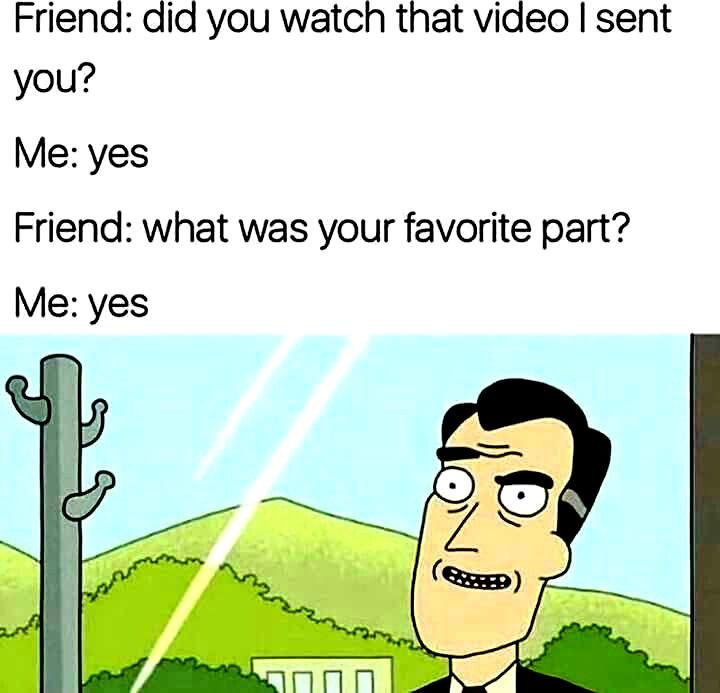 Friend: did you watch that video I sent
you?
Me: yes
Friend: what was your favorite part?
Me: yes